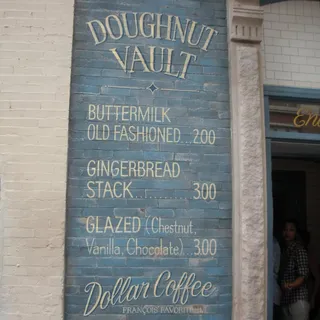 DOUGHNUT
VAULT
BUTTERMILK
OLD FASHIONED...2.00
GINGERBREAD
STACK..............3.00
GLAZED (Chestnut,
Vanilla, Chocolate)..3.00
Dollar Coffee
FRANÇOIS